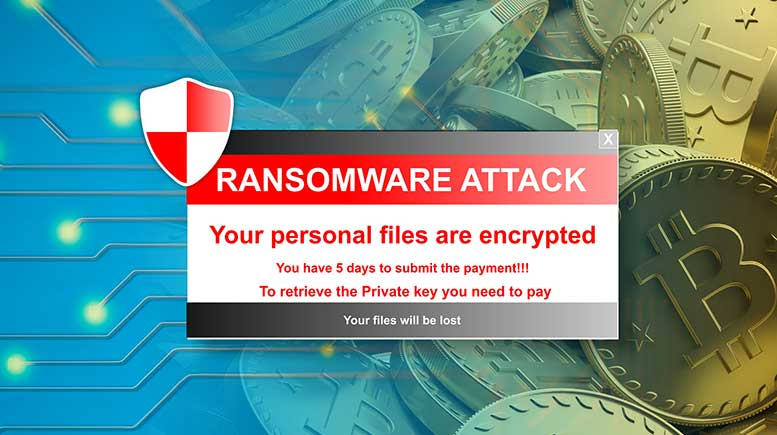 X
RANSOMWARE ATTACK
Your personal files are encrypted
You have 5 days to submit the payment!!!
To retrieve the Private key you need to pay
Your files will be lost